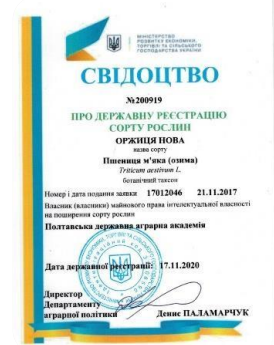 МІНІСТЕРСТВО
РОЗВИТКУ ЕКОНОМІКИ,
ТОРГІВЛІ ТА СІЛЬСЬКОГО
ГОСПОДАРСТВА УКРАЇНИ
СВІДОЦТВО
№200919
ПРО ДЕРЖАВНУ РЕЄСТРАЦІЮ
СОРТУ РОСЛИН
ОРЖИЦЯ НОВА
назва сорту
Пшениця м'яка (озима)
Triticum aestivum L.
ботанічний таксон
Номер і дата подання заявки 17012046 21.11.2017
Власник (власники) майнового права інтелектуальної власності
на поширення сорту рослин
Полтавська державна аграрна академія
Дата державної реєстрації: 17.11.2020
Директор
Департаменту
аграрної політики Денис ПАЛАМАРЧУК